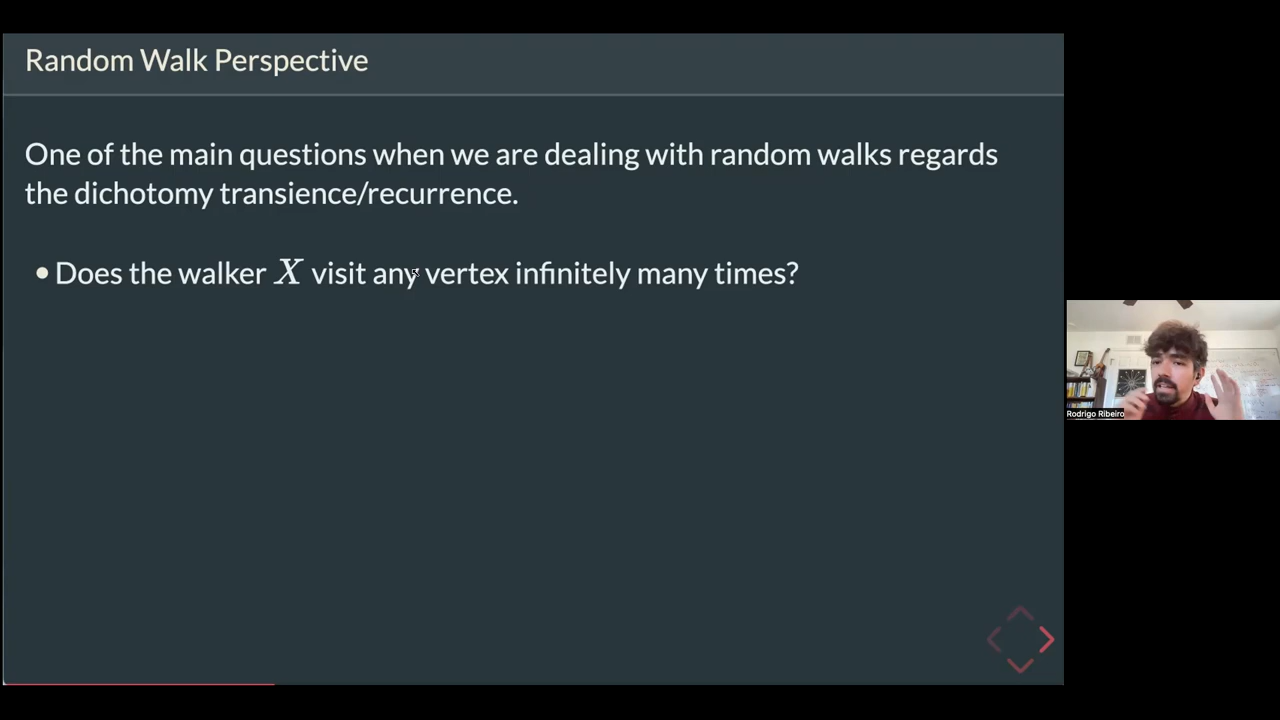 Random Walk Perspective
One of the main questions when we are dealing with random walks regards
the dichotomy transience/recurrence.
• Does the walker X visit any vertex infinitely many times?
Rodrigo Ribeiro